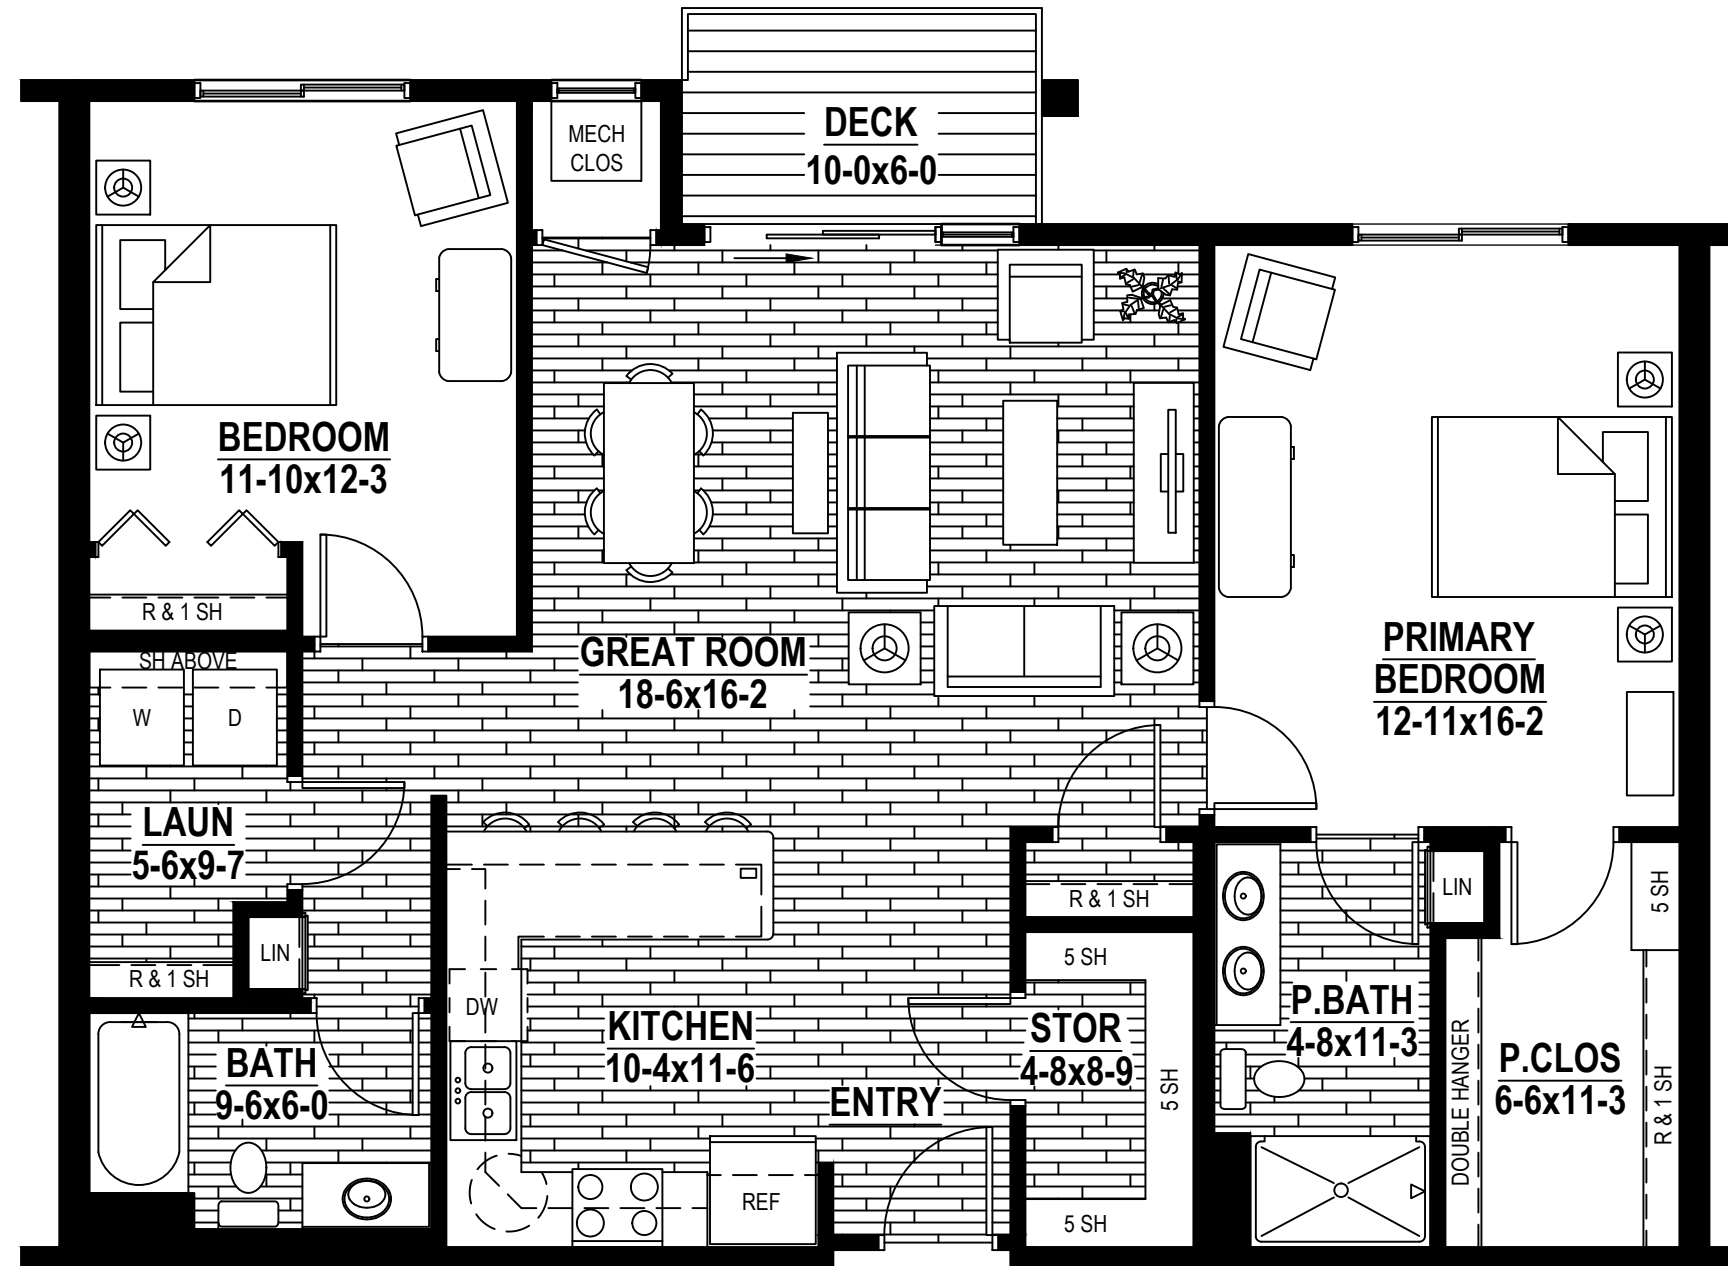 DECK
10-0x6-0
MECH
CLOS
BEDROOM
11-10x12-3
R & 1 SH
SH ABOVE
W
D
GREAT ROOM
18-6x16-2
PRIMARY
BEDROOM
12-11x16-2
LAUN
5-6x9-7
LIN
R & 1 SH
R & 1 SH
LIN
5 SH
5 SH
DW
KITCHEN
10-4x11-6
STOR
4-8x8-9
5 SH
5 SH
P.BATH
4-8x11-3
DOUBLE HANGER
P.CLOS
6-6x11-3
R & 1 SH
BATH
9-6x6-0
ENTRY
REF